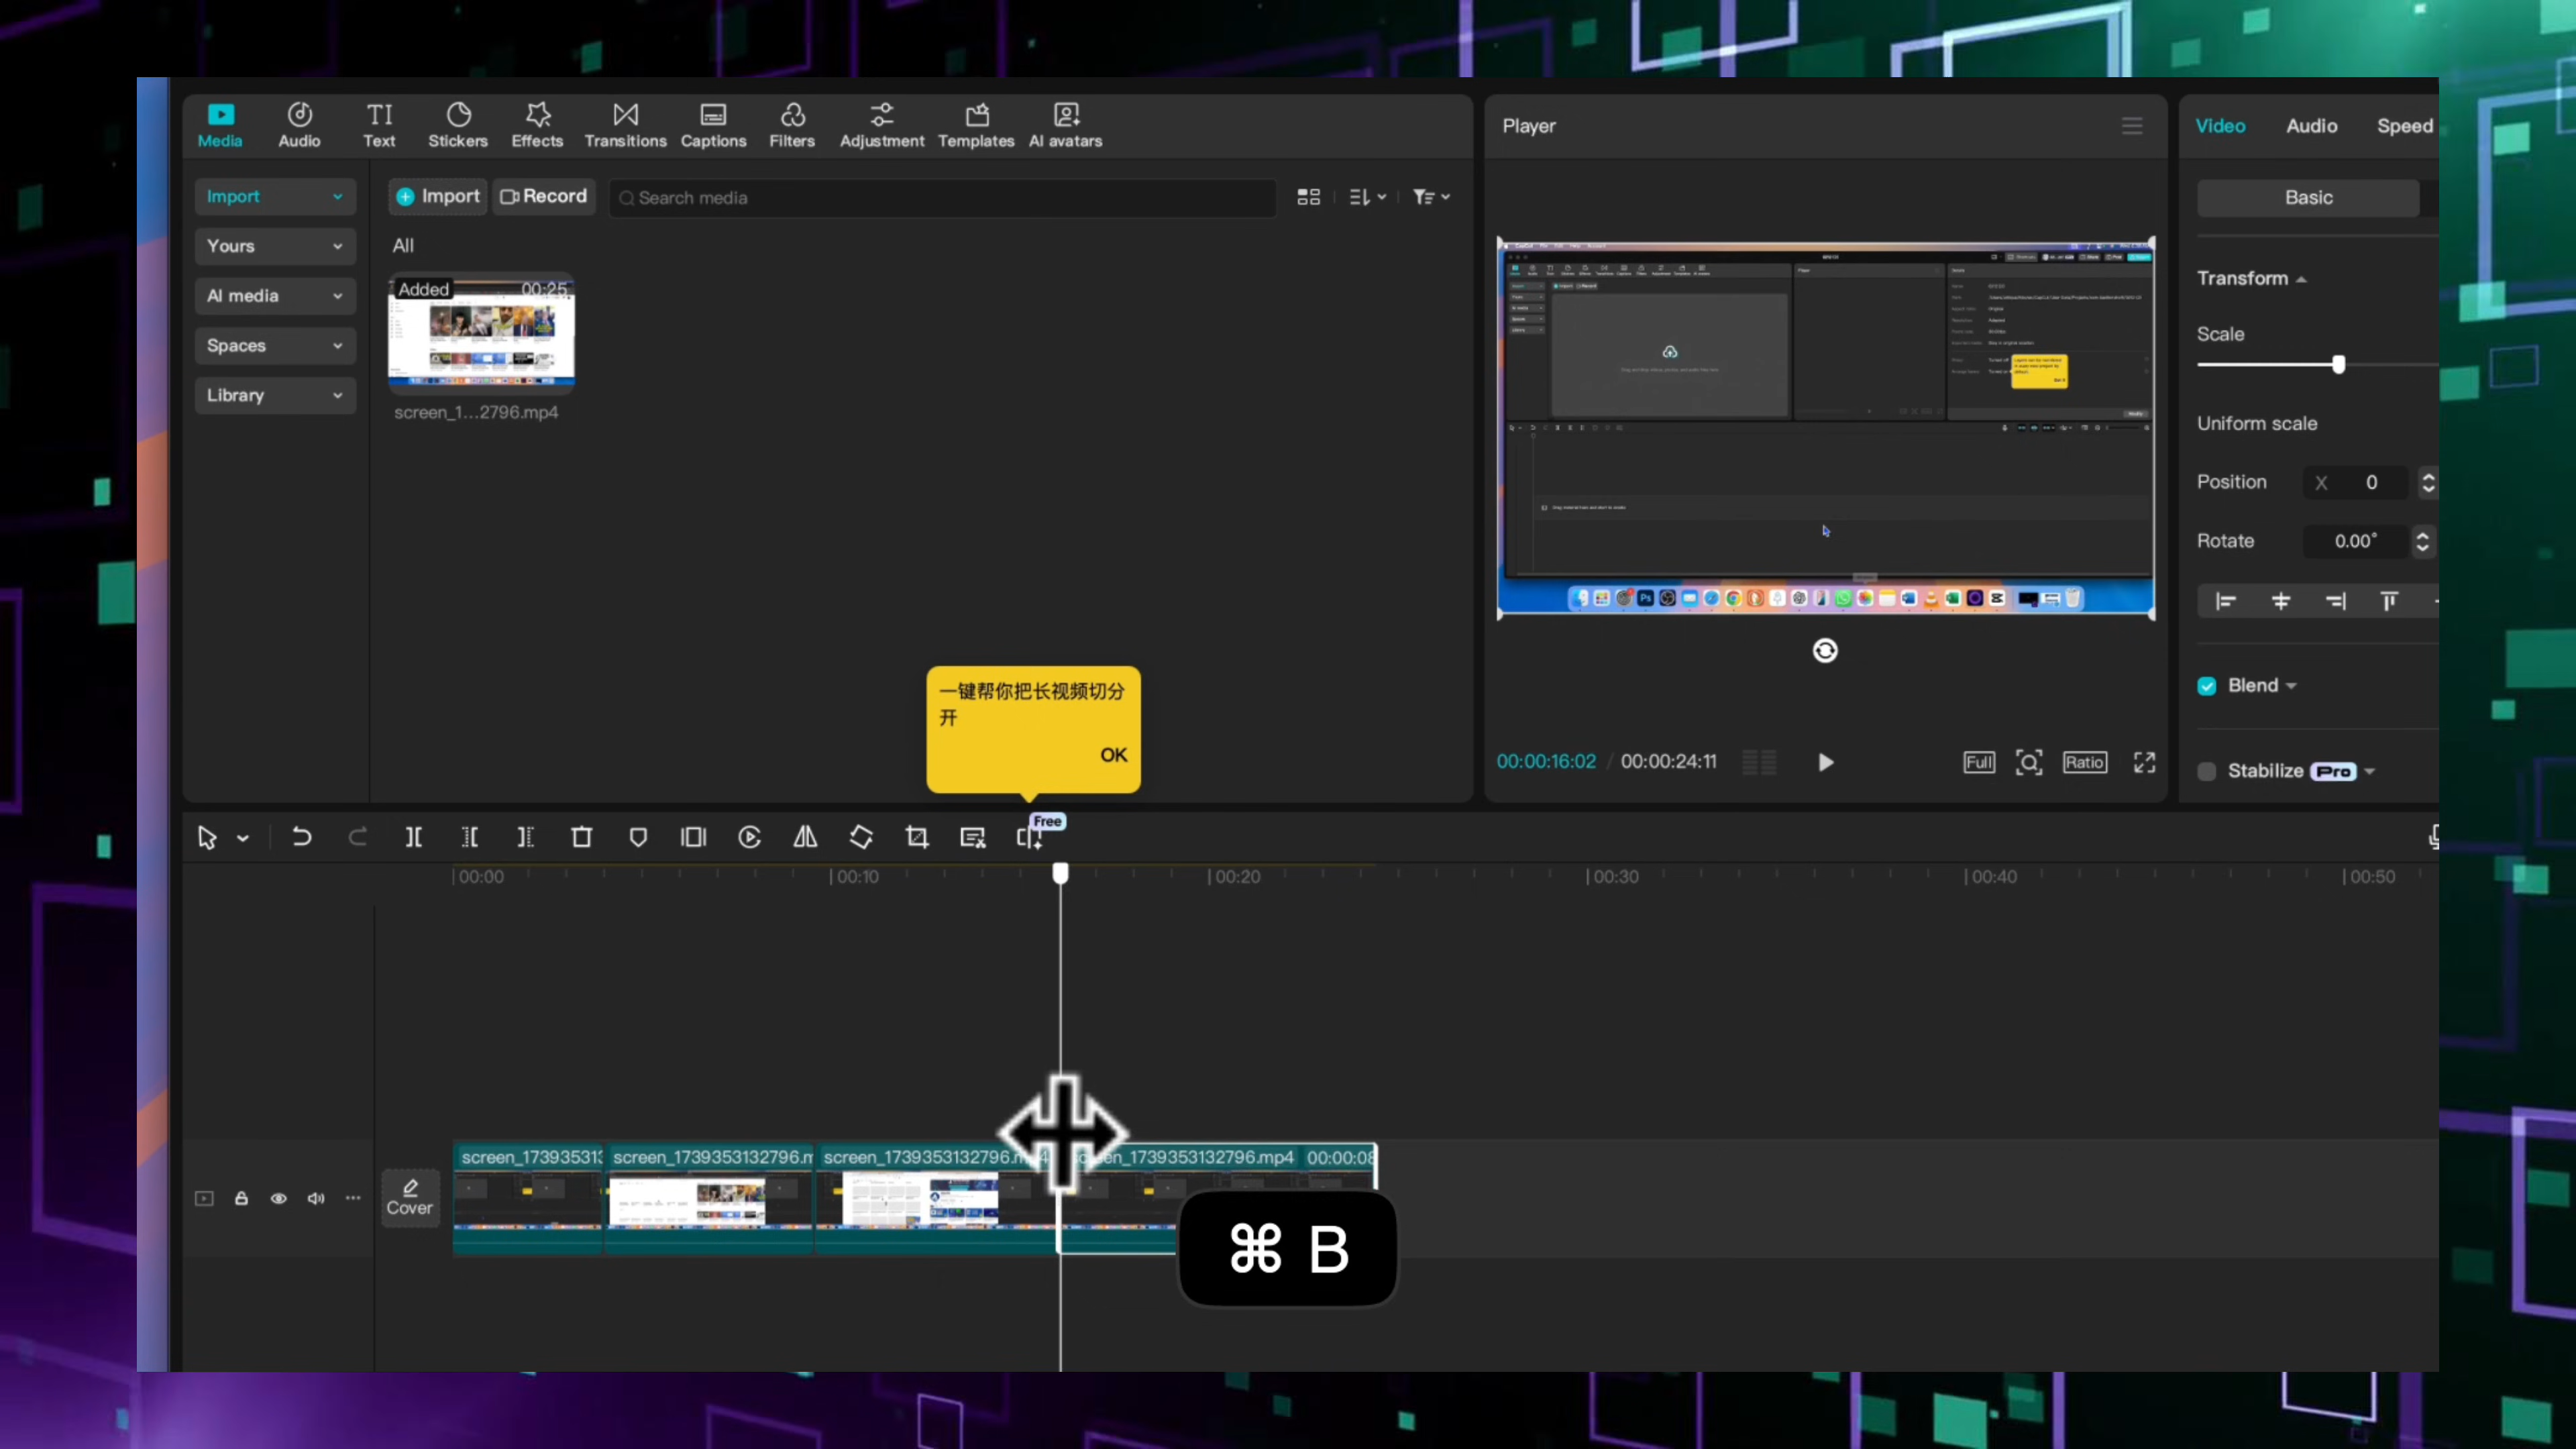 Media
Audio
Text
Stickers
Effects
Transitions
Captions
Filters
Adjustment
Templates
AI avatars
Import
Yours
AI media
Spaces
Library
Import
Record
Search media
All
Added
00:25
screen_1...2796.mp4
Player
Video
Audio
Speed
Basic
Transform
Scale
Uniform scale
Position
X
0
Rotate
0.00°
Blend
Stabilize
Pro
00:00:16:02 / 00:00:24:11
Full
Ratio
一键帮你把长视频切分
开
OK
Free
00:00
00:10
00:20
00:30
00:40
00:50
Cover
screen_173935313
screen_1739353132796.m
screen_1739353132796.m
en_1739353132796.mp4
00:00:08
⌘ B